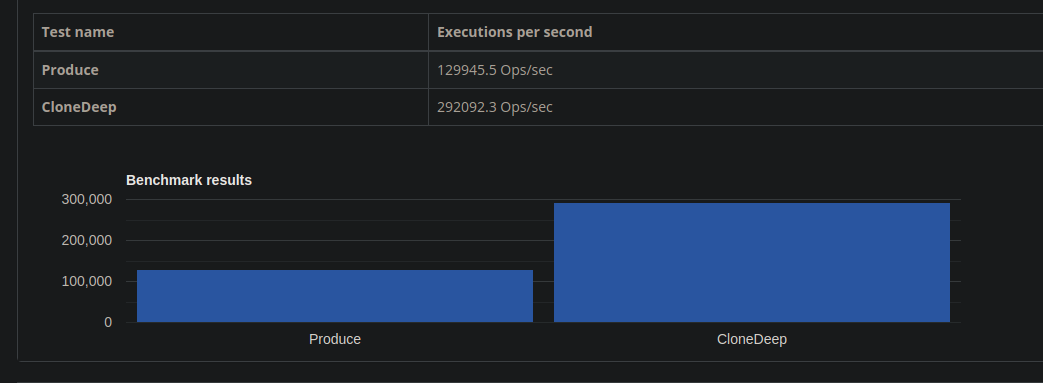 Test name Executions per second
Produce 129945.5 Ops/sec
CloneDeep 292092.3 Ops/sec
Benchmark results
300,000
200,000
100,000
0
Produce CloneDeep